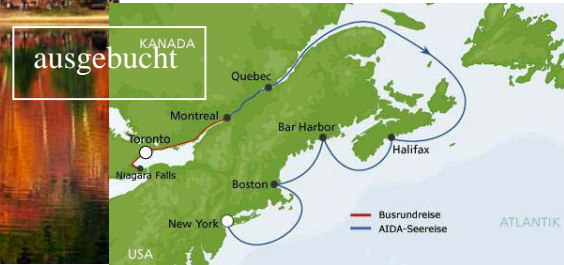 KANADA
ausgebucht
Quebec
Montreal
Toronto
Bar Harbor
Halifax
Niagara Falls
Boston
New York
Busrundreise
AIDA-Seereise
ATLANTIK
USA